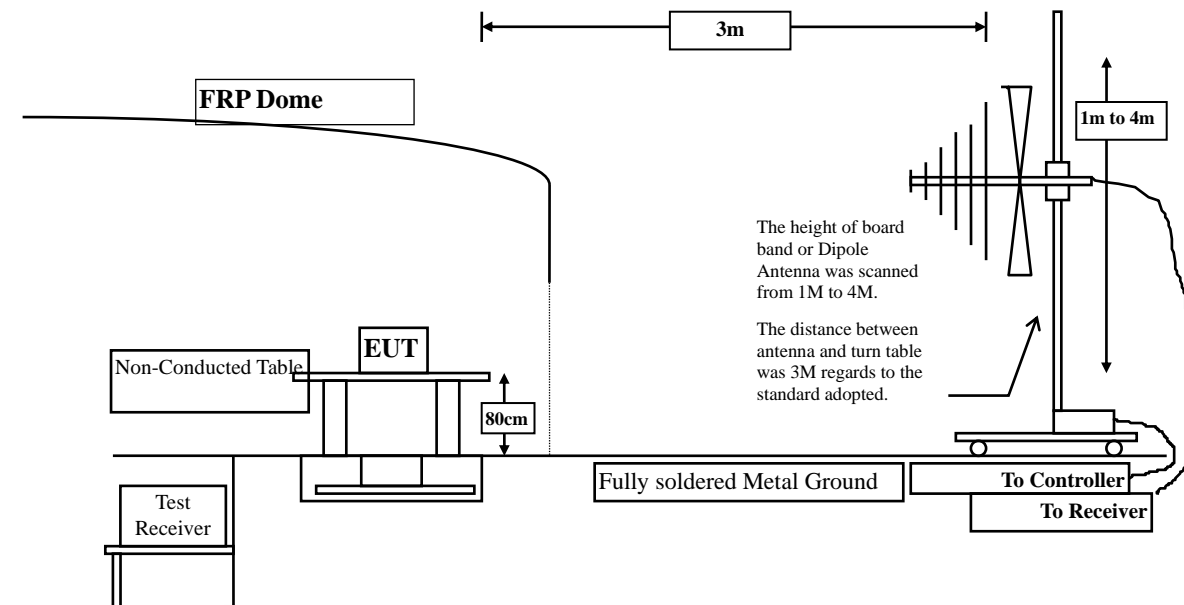 3m
FRP Dome
1m to 4m
The height of board
band or Dipole
Antenna was scanned
from 1M to 4M.
The distance between
antenna and turn table
was 3M regards to the
standard adopted.
EUT
Non-Conducted Table
80cm
Fully soldered Metal Ground
To Controller
To Receiver
Test
Receiver